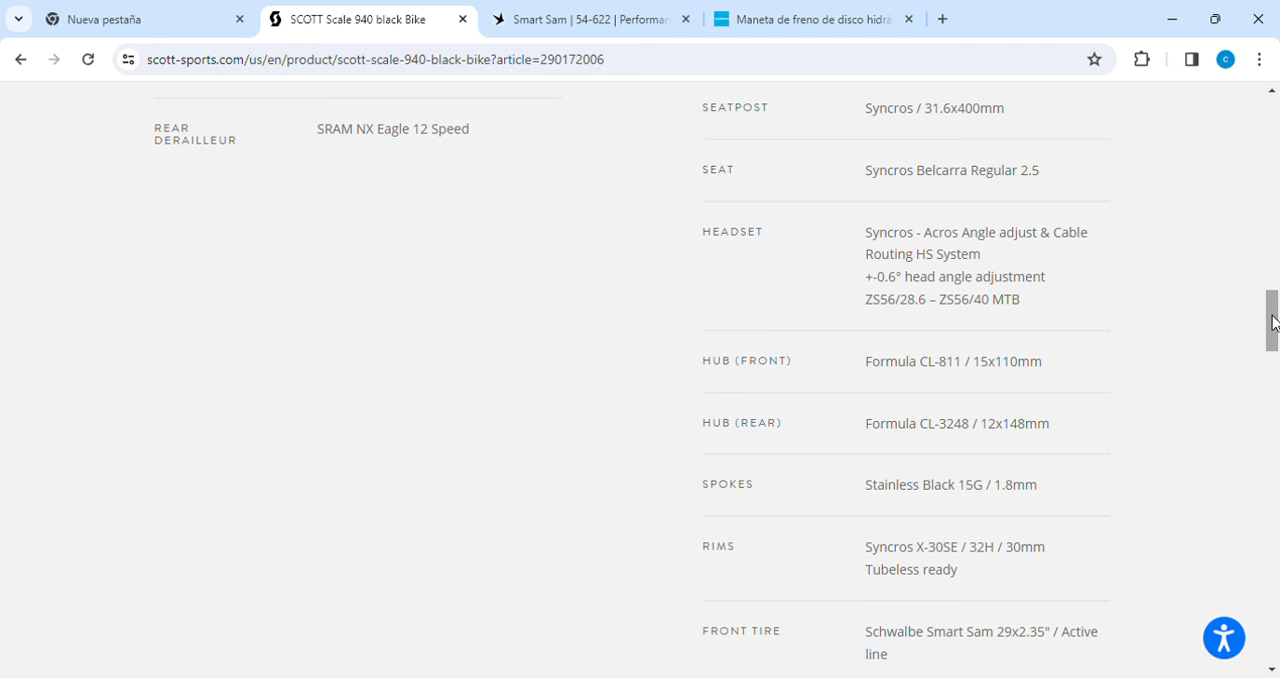 Nueva pestaña
SCOTT Scale 940 black Bike
Smart Sam | 54-622 | Performan
Maneta de freno de disco hidrá
scott-sports.com/us/en/product/scott-scale-940-black-bike?article=290172006
C
REAR
DERAILLEUR
SRAM NX Eagle 12 Speed
SEATPOST
Syncros / 31.6x400mm
SEAT
Syncros Belcarra Regular 2.5
HEADSET
Syncros - Acros Angle adjust & Cable
Routing HS System
+-0.6° head angle adjustment
ZS56/28.6 – ZS56/40 MTB
HUB (FRONT)
Formula CL-811 / 15x110mm
HUB (REAR)
Formula CL-3248 / 12x148mm
SPOKES
Stainless Black 15G / 1.8mm
RIMS
Syncros X-30SE / 32H / 30mm
Tubeless ready
FRONT TIRE
Schwalbe Smart Sam 29x2.35" / Active
line